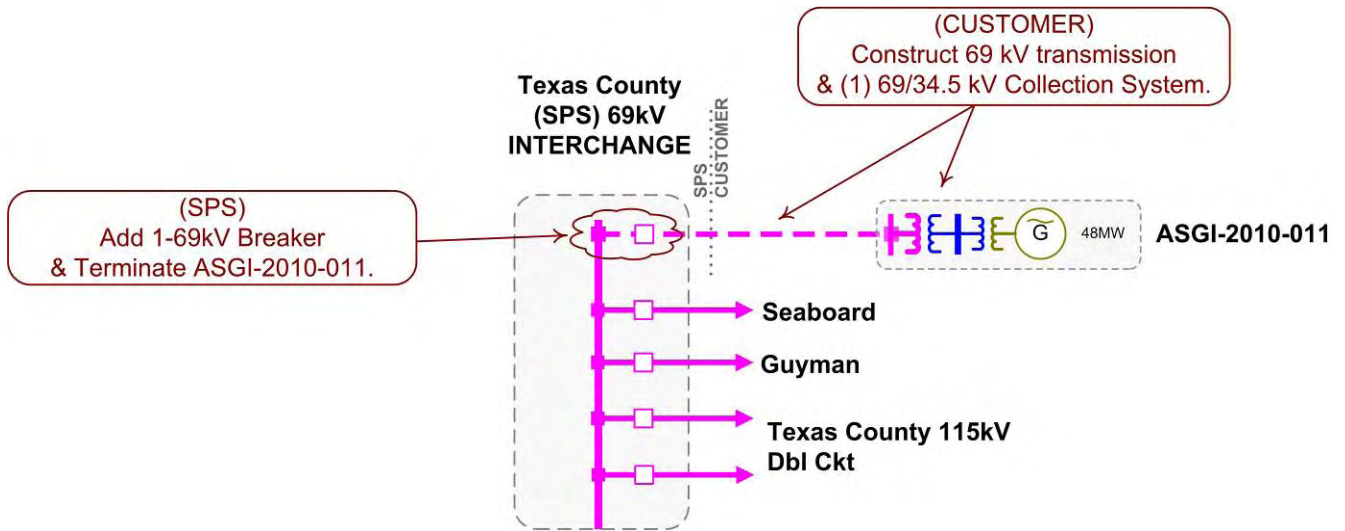 (CUSTOMER)
Construct 69 kV transmission
& (1) 69/34.5 kV Collection System.
Texas County
(SPS) 69kV
INTERCHANGE
SPS
CUSTOMER
(SPS)
Add 1-69kV Breaker
& Terminate ASGI-2010-011.
G
48MW
ASGI-2010-011
Seaboard
Guyman
Texas County 115kV
Dbl Ckt